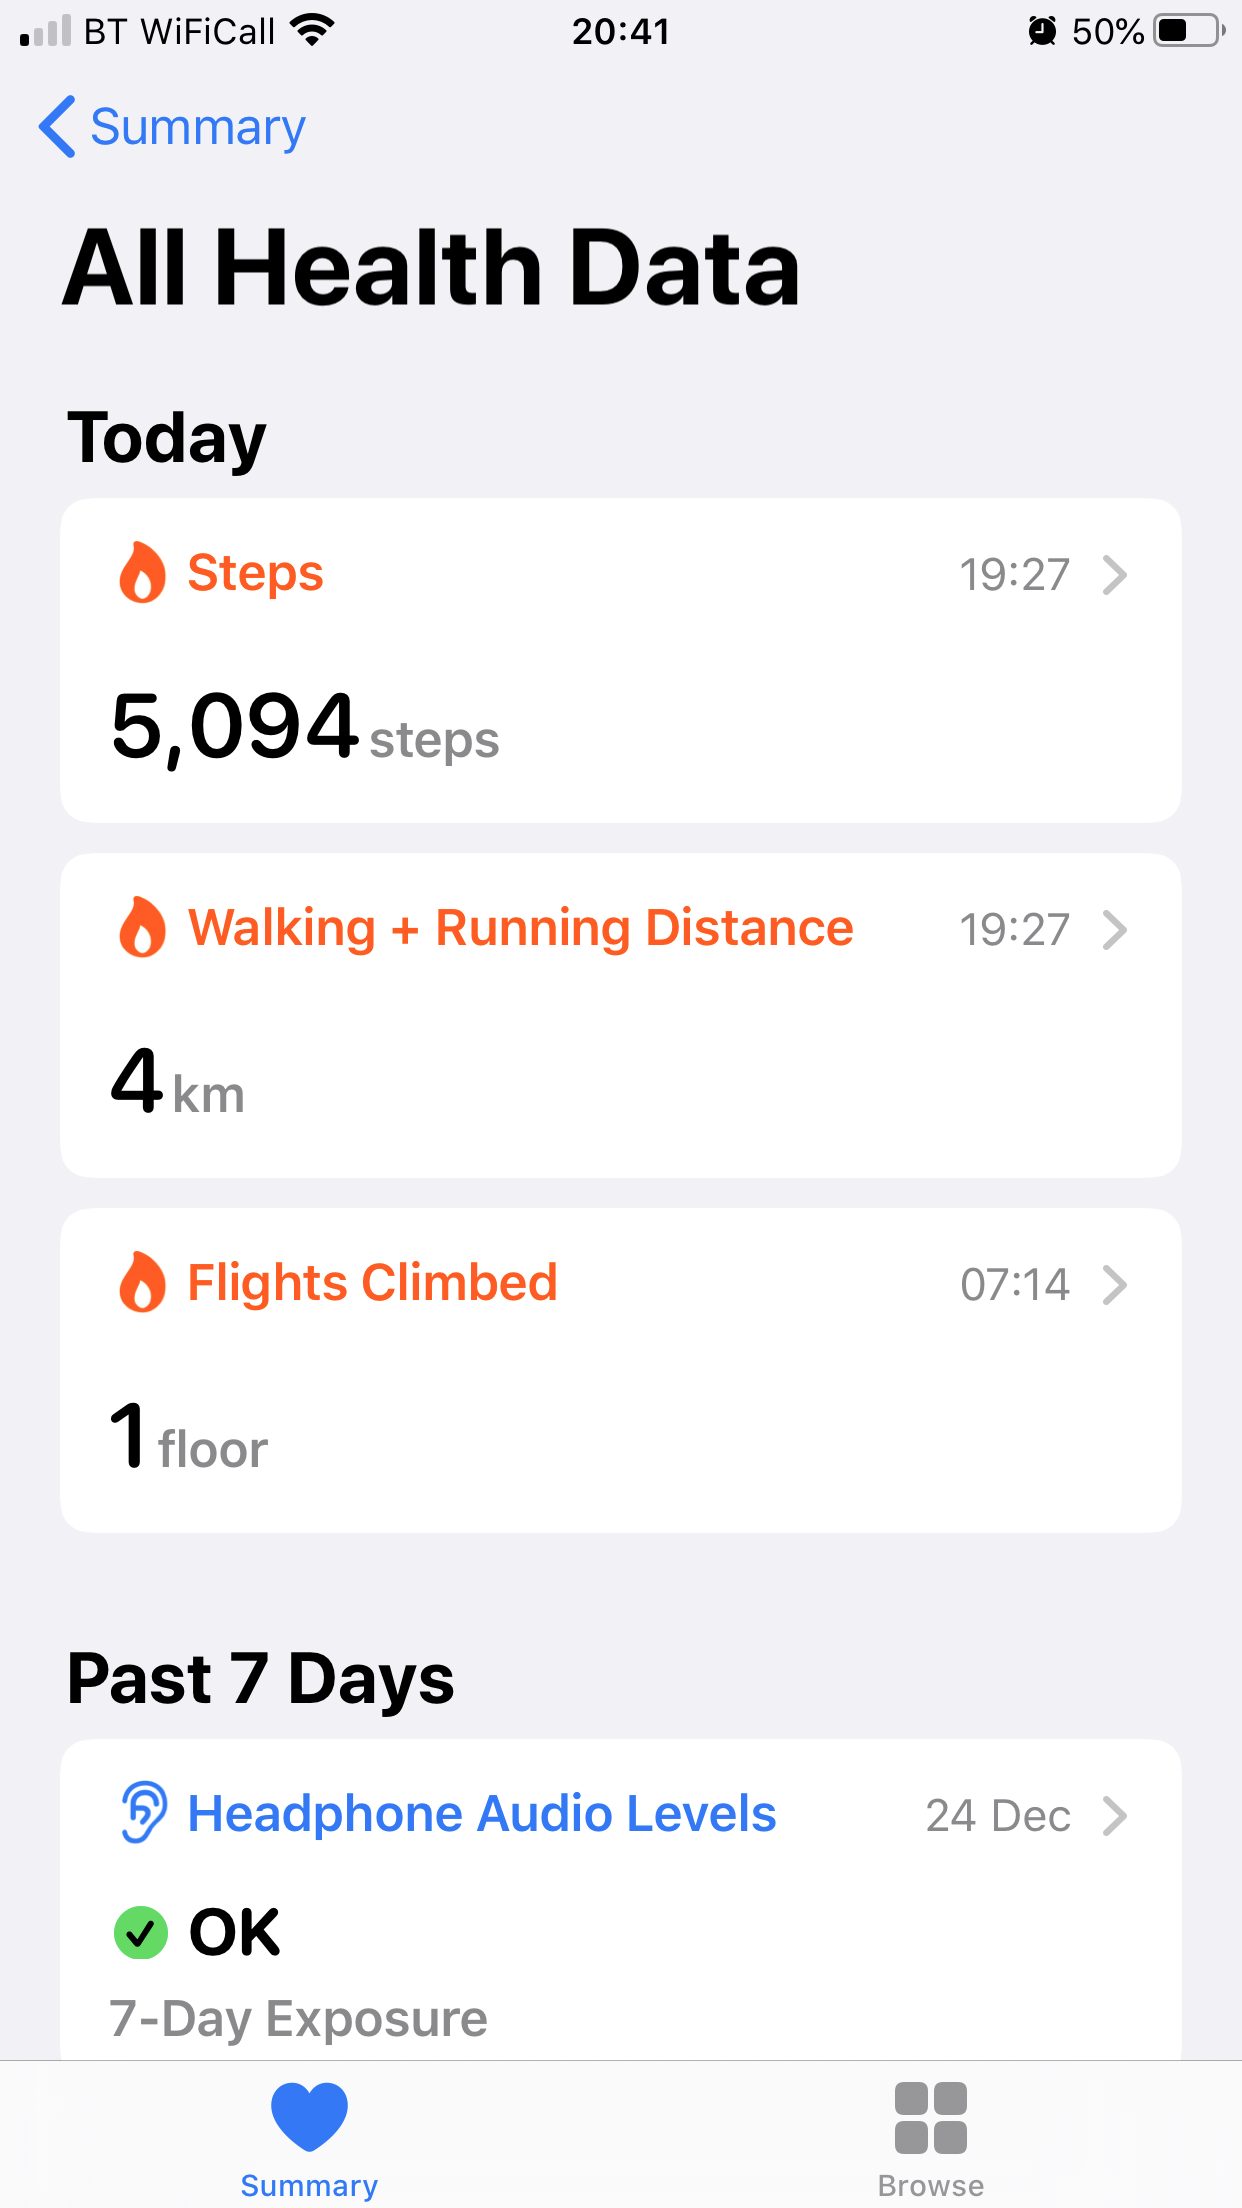 BT WiFiCall 20:41 50%
Summary
All Health Data
Today
Steps 19:27
5,094 steps
Walking + Running Distance 19:27
4 km
Flights Climbed 07:14
1 floor
Past 7 Days
Headphone Audio Levels 24 Dec
OK
7-Day Exposure
Summary Browse